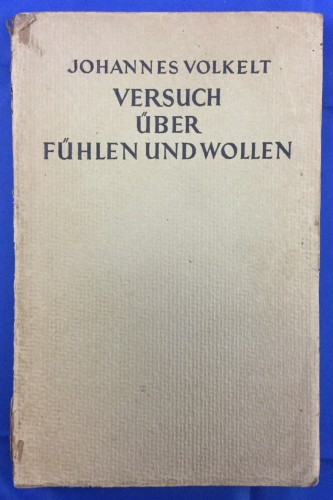 JOHANNES VOLKELT
VERSUCH
ÜBER
FÜHLEN UND WOLLEN